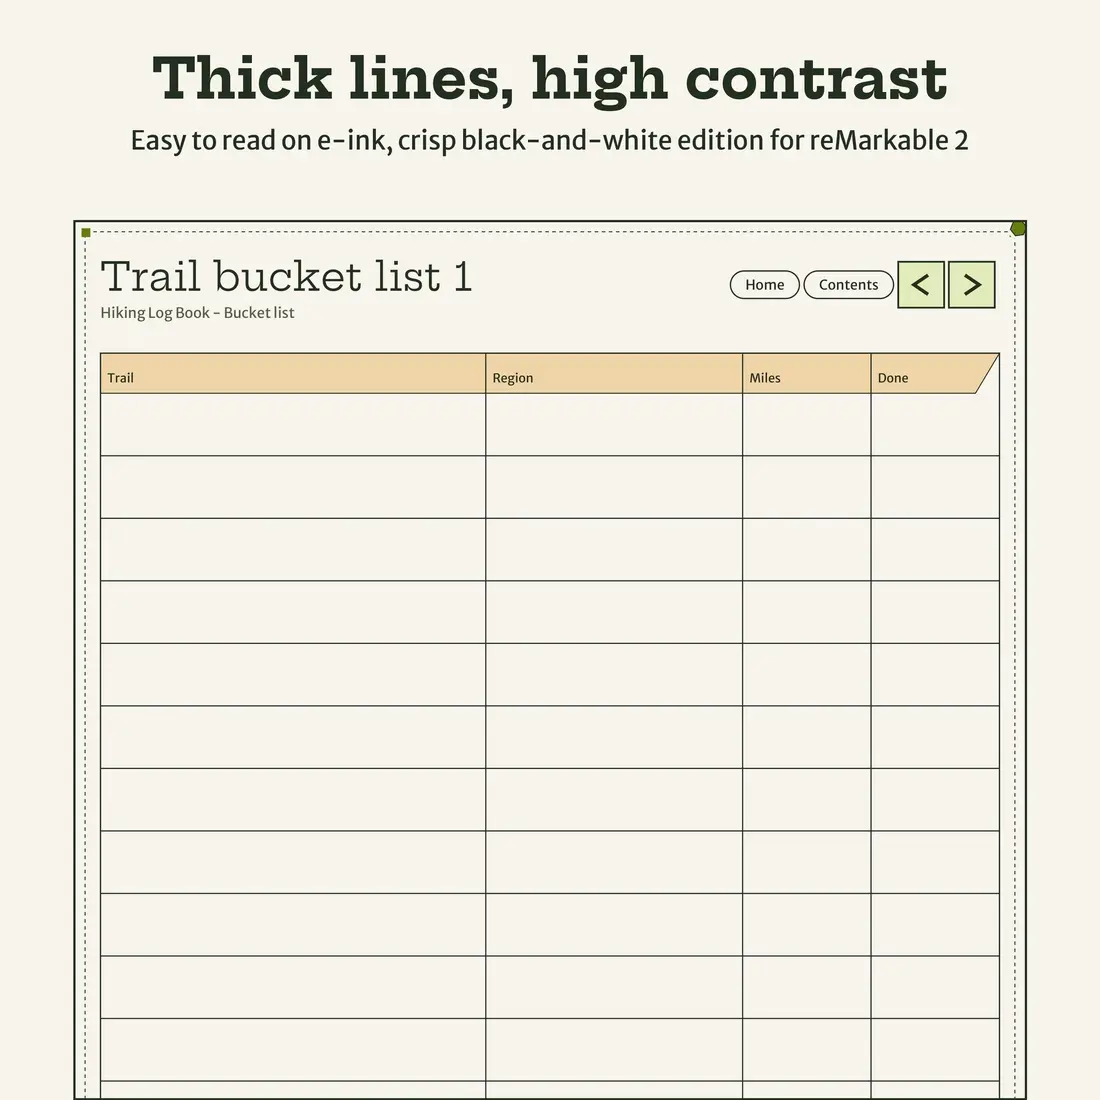 Thick lines, high contrast
Easy to read on e-ink, crisp black-and-white edition for reMarkable 2
Trail bucket list 1
Home Contents < >
Hiking Log Book - Bucket list
Trail Region Miles Done